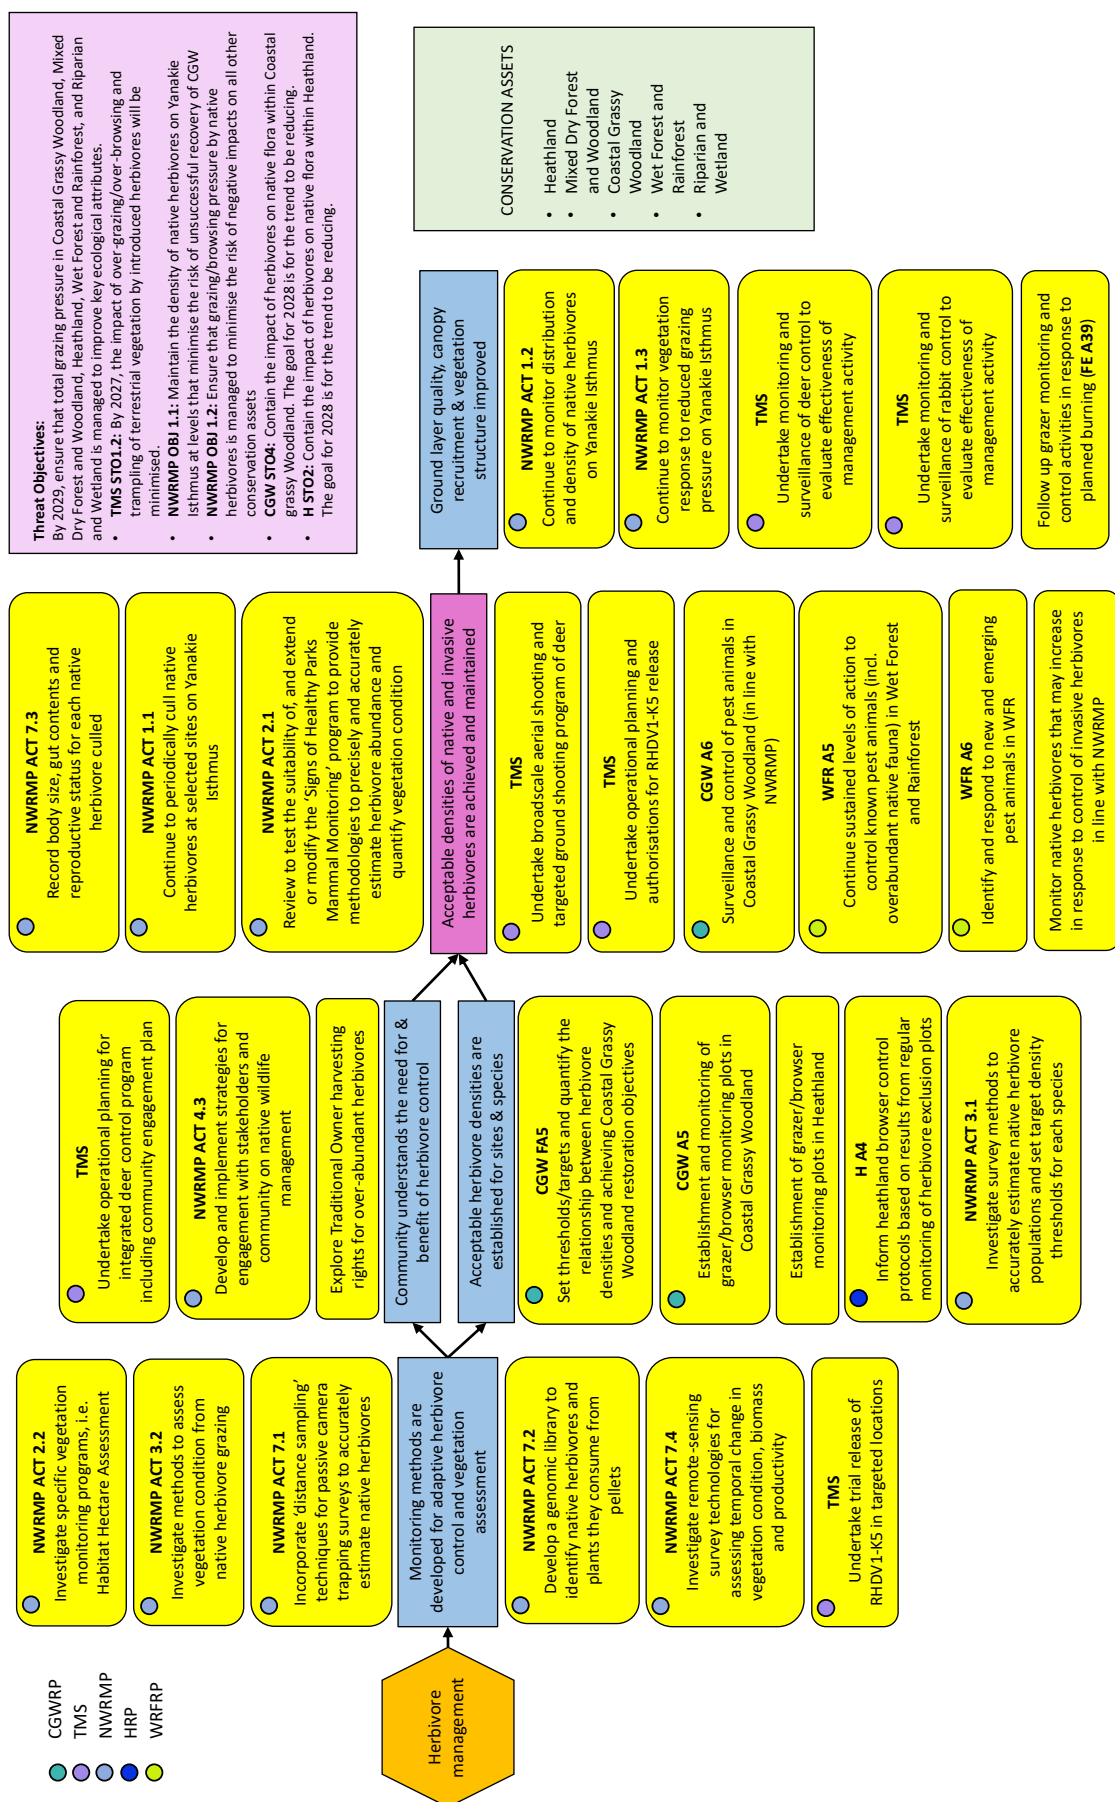 CGWRP
TMS
NWRMP
HRP
WRFRP
Herbivore
management
NWRMP ACT 2.2
Investigate specific vegetation
monitoring programs, i.e.
Habitat Hectare Assessment
NWRMP ACT 3.2
Investigate methods to assess
vegetation condition from
native herbivore grazing
NWRMP ACT 7.1
Incorporate ‘distance sampling’
techniques for passive camera
trapping surveys to accurately
estimate native herbivores
Monitoring methods are
developed for adaptive herbivore
control and vegetation
assessment
NWRMP ACT 7.2
Develop a genomic library to
identify native herbivores and
plants they consume from
pellets
NWRMP ACT 7.4
Investigate remote-sensing
survey technologies for
assessing temporal change in
vegetation condition, biomass
and productivity
TMS
Undertake trial release of
RHDV1-K5 in targeted locations
TMS
Undertake operational planning for
integrated deer control program
including community engagement plan
NWRMP ACT 4.3
Develop and implement strategies for
engagement with stakeholders and
community on native wildlife
management
Explore Traditional Owner harvesting
rights for over-abundant herbivores
Community understands the need for &
benefit of herbivore control
Acceptable herbivore densities are
established for sites & species
CGW FA5
Set thresholds/targets and quantify the
relationship between herbivore
densities and achieving Coastal Grassy
Woodland restoration objectives
CGW A5
Establishment and monitoring of
grazer/browser monitoring plots in
Coastal Grassy Woodland
Establishment of grazer/browser
monitoring plots in Heathland
H A4
Inform heathland browser control
protocols based on results from regular
monitoring of herbivore exclusion plots
NWRMP ACT 3.1
Investigate survey methods to
accurately estimate native herbivore
populations and set target density
thresholds for each species
NWRMP ACT 7.3
Record body size, gut contents and
reproductive status for each native
herbivore culled
NWRMP ACT 1.1
Continue to periodically cull native
herbivores at selected sites on Yanakie
Isthmus
NWRMP ACT 2.1
Review to test the suitability of, and extend
or modify the ‘Signs of Healthy Parks
Mammal Monitoring’ program to provide
methodologies to precisely and accurately
estimate herbivore abundance and
quantify vegetation condition
Acceptable densities of native and invasive
herbivores are achieved and maintained
TMS
Undertake broadscale aerial shooting and
targeted ground shooting program of deer
TMS
Undertake operational planning and
authorisations for RHDV1-K5 release
CGW A6
Surveillance and control of pest animals in
Coastal Grassy Woodland (in line with
NWRMP)
WFR A5
Continue sustained levels of action to
control known pest animals (incl.
overabundant native fauna) in Wet Forest
and Rainforest
WFR A6
Identify and respond to new and emerging
pest animals in WFR
Monitor native herbivores that may increase
in response to control of invasive herbivores
in line with NWRMP
Threat Objectives:
By 2029, ensure that total grazing pressure in Coastal Grassy Woodland, Mixed
Dry Forest and Woodland, Heathland, Wet Forest and Rainforest, and Riparian
and Wetland is managed to improve key ecological attributes.
• TMS STO1.2: By 2027, the impact of over-grazing/over-browsing and
trampling of terrestrial vegetation by introduced herbivores will be
minimised.
• NWRMP OBJ 1.1: Maintain the density of native herbivores on Yanakie
Isthmus at levels that minimise the risk of unsuccessful recovery of CGW
• NWRMP OBJ 1.2: Ensure that grazing/browsing pressure by native
herbivores is managed to minimise the risk of negative impacts on all other
conservation assets
• CGW STO4: Contain the impact of herbivores on native flora within Coastal
grassy Woodland. The goal for 2028 is for the trend to be reducing.
• H STO2: Contain the impact of herbivores on native flora within Heathland.
The goal for 2028 is for the trend to be reducing.
Ground layer quality, canopy
recruitment & vegetation
structure improved
NWRMP ACT 1.2
Continue to monitor distribution
and density of native herbivores
on Yanakie Isthmus
NWRMP ACT 1.3
Continue to monitor vegetation
response to reduced grazing
pressure on Yanakie Isthmus
TMS
Undertake monitoring and
surveillance of deer control to
evaluate effectiveness of
management activity
TMS
Undertake monitoring and
surveillance of rabbit control to
evaluate effectiveness of
management activity
Follow up grazer monitoring and
control activities in response to
planned burning (FE A39)
CONSERVATION ASSETS
• Heathland
• Mixed Dry Forest
and Woodland
• Coastal Grassy
Woodland
• Wet Forest and
Rainforest
• Riparian and
Wetland